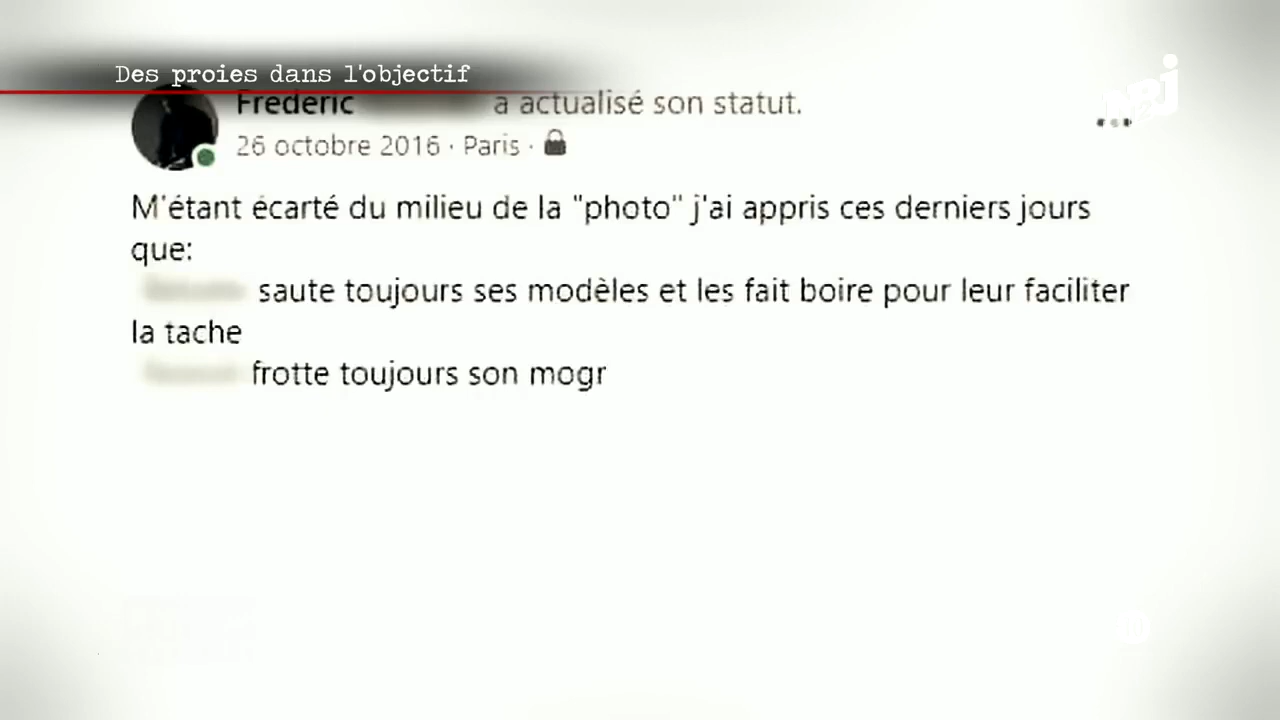 Des proies dans l'objectif
NRJ
Frederic a actualisé son statut.
26 octobre 2016 · Paris ·
M'étant écarté du milieu de la "photo" j'ai appris ces derniers jours
que:
saute toujours ses modèles et les fait boire pour leur faciliter
la tache
frotte toujours son mogr